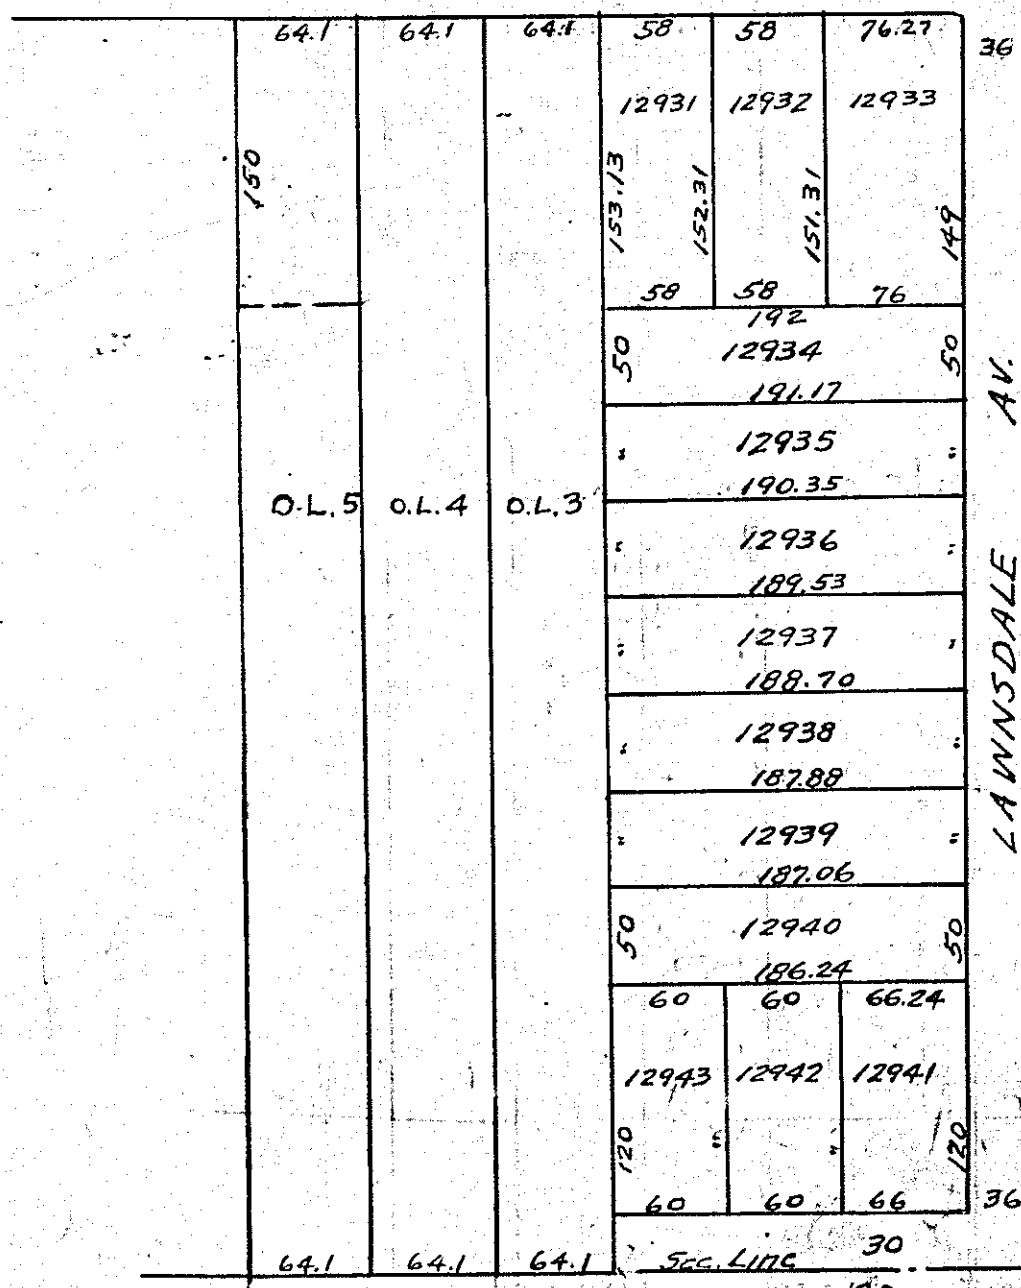 64.1 64.1 64.1 58 58 76.27 36
12931 12932 12933
150 153.13 152.31 151.31 149
58 58 76
192
50 12934 50
191.17
" 12935 "
190.35
O.L.5 O.L.4 O.L.3
" 12936 "
189.53
" 12937 "
188.70
" 12938 "
187.88
" 12939 "
187.06
50 12940 50
186.24
LAWNSDALE AV.
60 60 66.24
12943 12942 12941
120 " " 120
60 60 66 36
64.1 64.1 64.1 Sec. Line 30